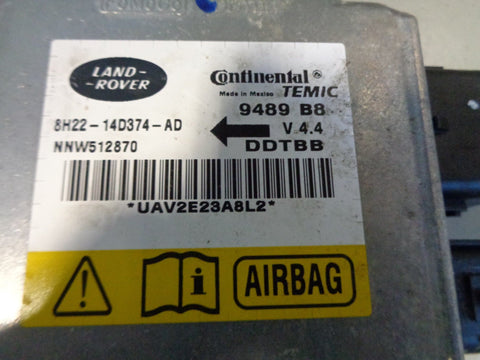 LAND-
-ROVER
Continental
TEMIC
Made in Mexico
9489 B8
8H22-14D374-AD
V 4.4
NNW512870
DDTBB
*UAV2E23A8L2*
AIRBAG